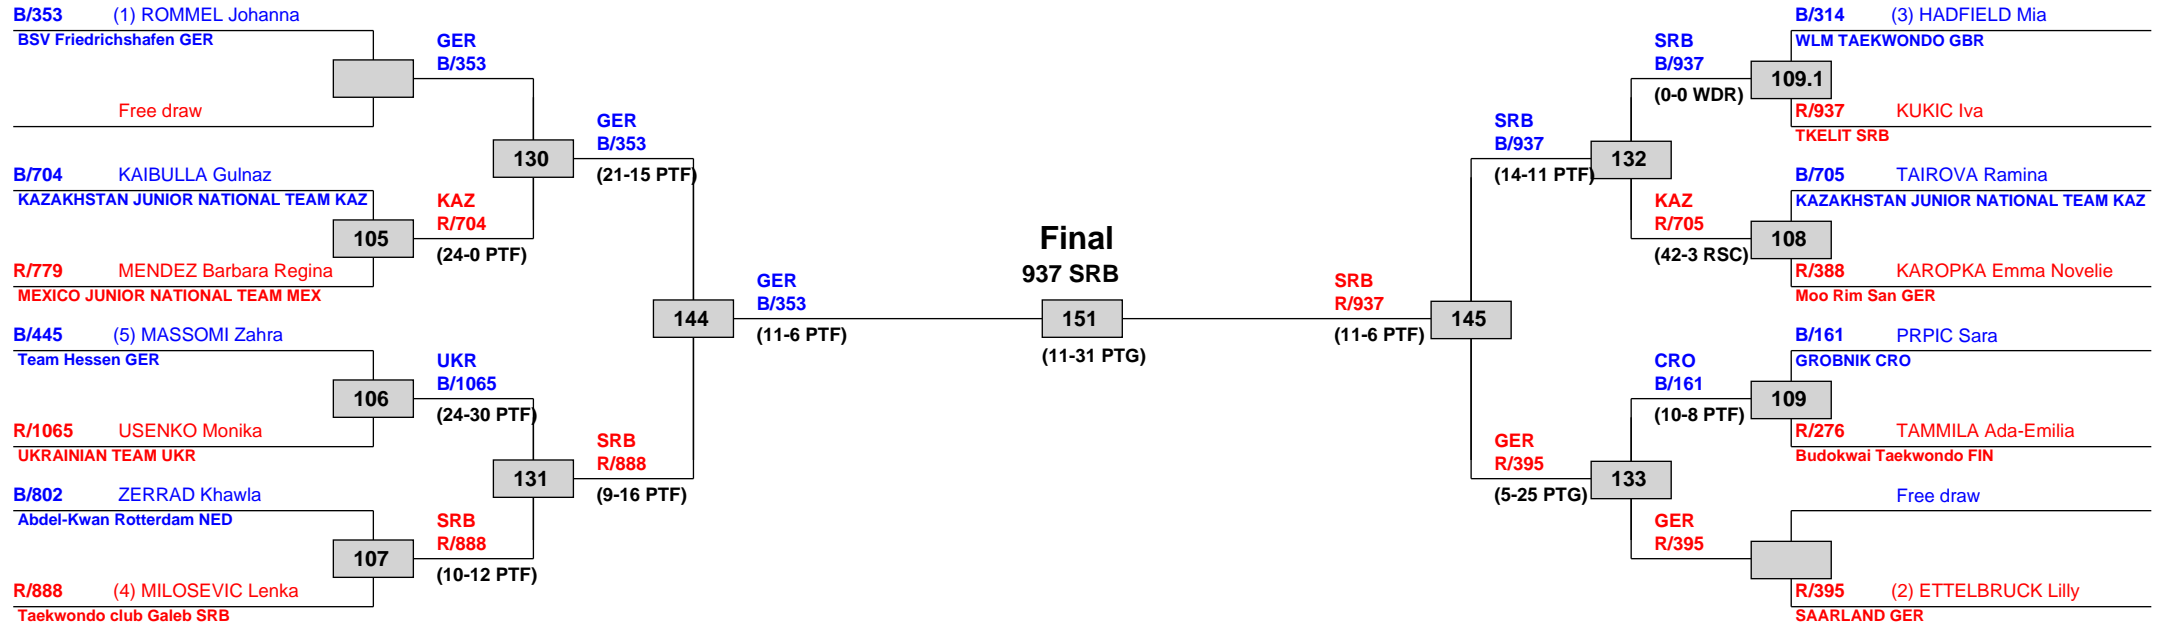 B/353 (1) ROMMEL Johanna
BSV Friedrichshafen GER
Free draw
B/704 KAIBULLA Gulnaz
KAZAKHSTAN JUNIOR NATIONAL TEAM KAZ
105
R/779 MENDEZ Barbara Regina
MEXICO JUNIOR NATIONAL TEAM MEX
B/445 (5) MASSOMI Zahra
Team Hessen GER
106
R/1065 USENKO Monika
UKRAINIAN TEAM UKR
B/802 ZERRAD Khawla
Abdel-Kwan Rotterdam NED
107
R/888 (4) MILOSEVIC Lenka
Taekwondo club Galeb SRB
GER
B/353
130
KAZ
R/704
(24-0 PTF)
UKR
B/1065
(24-30 PTF)
131
SRB
R/888
(10-12 PTF)
GER
B/353
(21-15 PTF)
144
SRB
R/888
(9-16 PTF)
GER
B/353
(11-6 PTF)
Final
937 SRB
151
(11-31 PTG)
SRB
R/937
(11-6 PTF)
145
SRB
B/937
(14-11 PTF)
132
GER
R/395
(5-25 PTG)
133
SRB
B/937
(0-0 WDR)
KAZ
R/705
(42-3 RSC)
CRO
B/161
(10-8 PTF)
GER
R/395
B/314 (3) HADFIELD Mia
WLM TAEKWONDO GBR
109.1
R/937 KUKIC Iva
TKELIT SRB
B/705 TAIROVA Ramina
KAZAKHSTAN JUNIOR NATIONAL TEAM KAZ
108
R/388 KAROPKA Emma Novelie
Moo Rim San GER
B/161 PRPIC Sara
GROBNIK CRO
109
R/276 TAMMILA Ada-Emilia
Budokwai Taekwondo FIN
Free draw
R/395 (2) ETTELBRUCK Lilly
SAARLAND GER